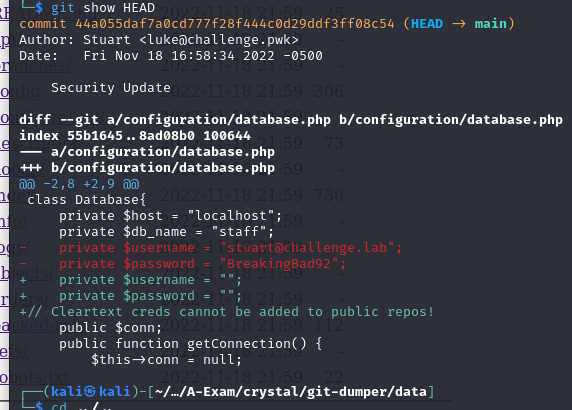 └─$ git show HEAD
commit 44a055daf7a0cd777f28f444c0d29ddf3ff08c54 (HEAD → main)
Author: Stuart <luke@challenge.pwk>
Date:   Fri Nov 18 16:58:34 2022 -0500
    Security Update
diff --git a/configuration/database.php b/configuration/database.php
index 55b1645..8ad08b0 100644
--- a/configuration/database.php
+++ b/configuration/database.php
@@ -2,8 +2,9 @@
 class Database{
     private $host = "localhost";
     private $db_name = "staff";
-    private $username = "stuart@challenge.lab";
-    private $password = "BreakingBad92";
+    private $username = "";
+    private $password = "";
+// Cleartext creds cannot be added to public repos!
     public $conn;
     public function getConnection() {
         $this->conn = null;
┌──(kali㉿kali)-[~/…/A-Exam/crystal/git-dumper/data]
└─$ cd ../..